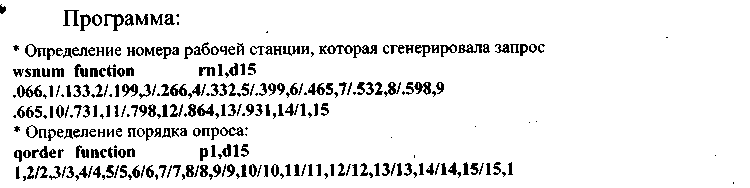 Программа:
* Определение номера рабочей станции, которая сгенерировала запрос
wsnum function rn1,d15
.066,1/.133,2/.199,3/.266,4/.332,5/.399,6/.465,7/.532,8/.598,9
.665,10/.731,11/.798,12/.864,13/.931,14/1,15
* Определение порядка опроса:
qorder function p1,d15
1,2/2,3/3,4/4,5/5,6/6,7/7,8/8,9/9,10/10,11/11,12/12,13/13,14/14,15/15,1